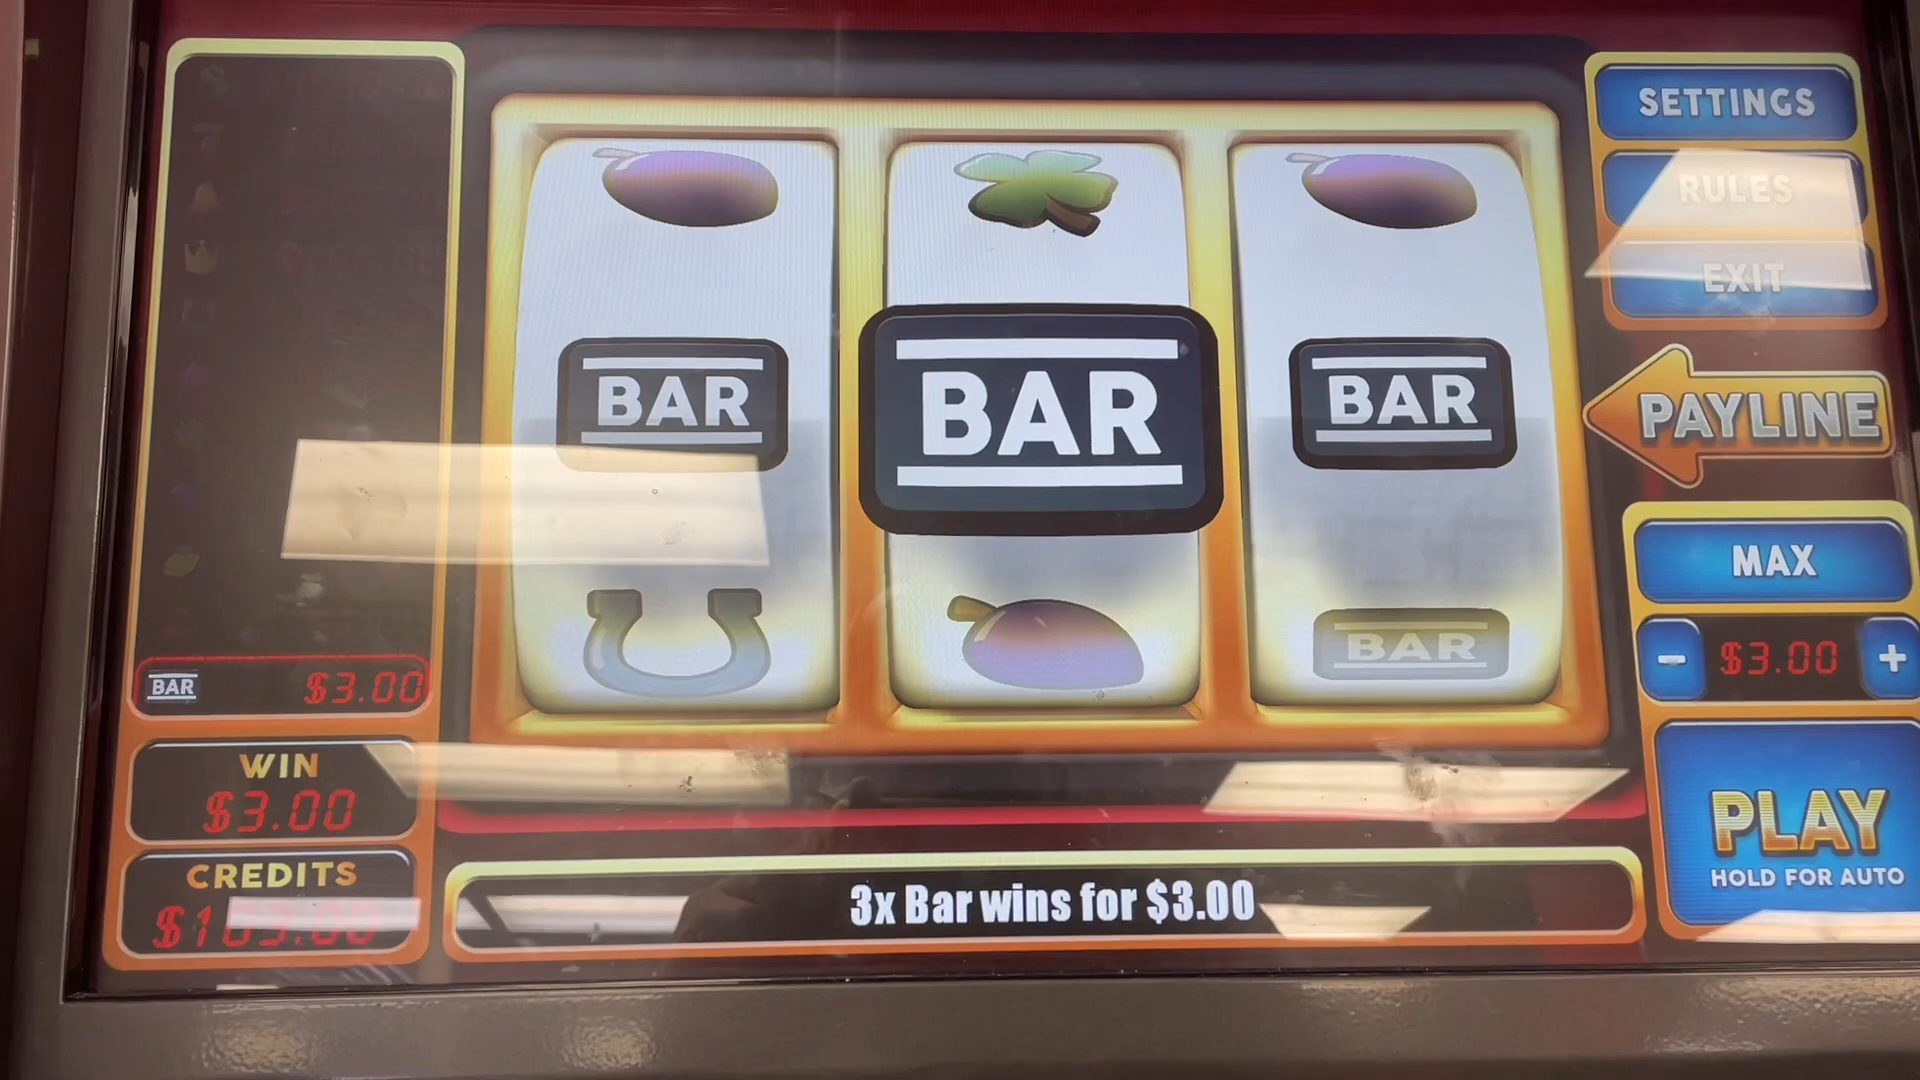 SETTINGS
RULES
EXIT
BAR
BAR
BAR
PAYLINE
MAX
BAR
- $3.00 +
BAR $3.00
WIN
$3.00
PLAY
HOLD FOR AUTO
CREDITS
3x Bar wins for $3.00